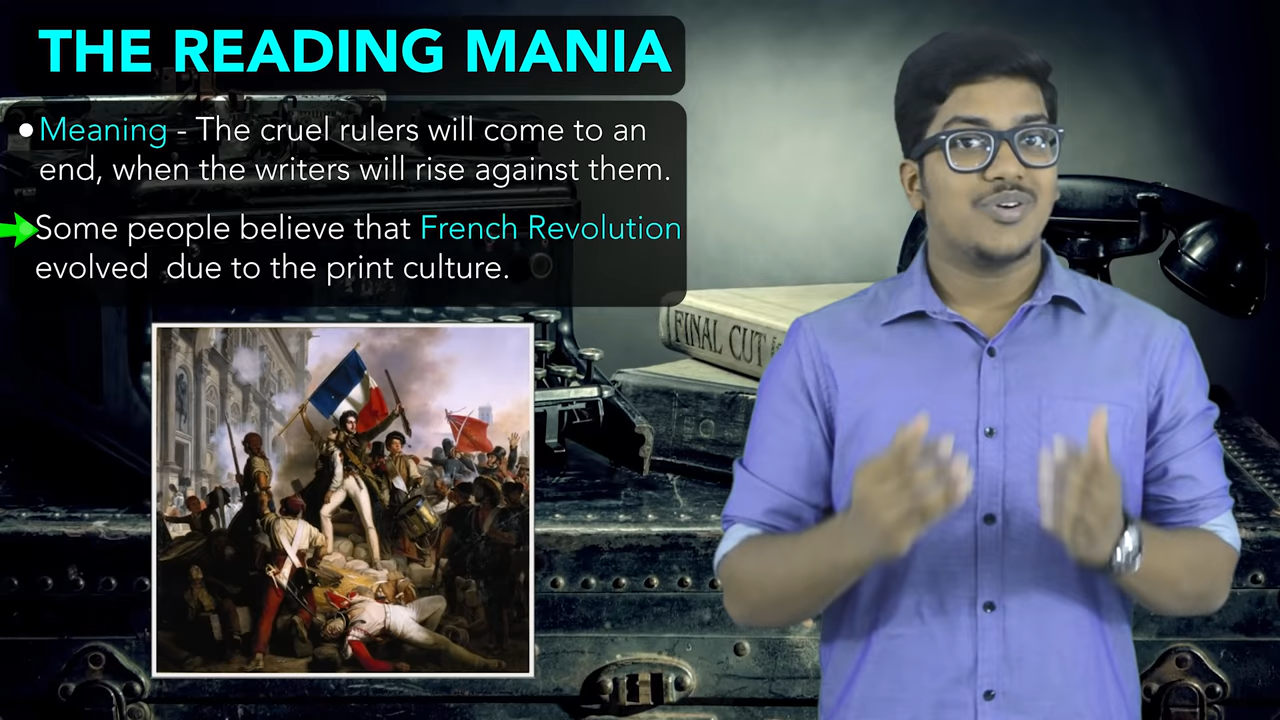 THE READING MANIA
● Meaning - The cruel rulers will come to an
end, when the writers will rise against them.
Some people believe that French Revolution
evolved due to the print culture.
FINAL CUT